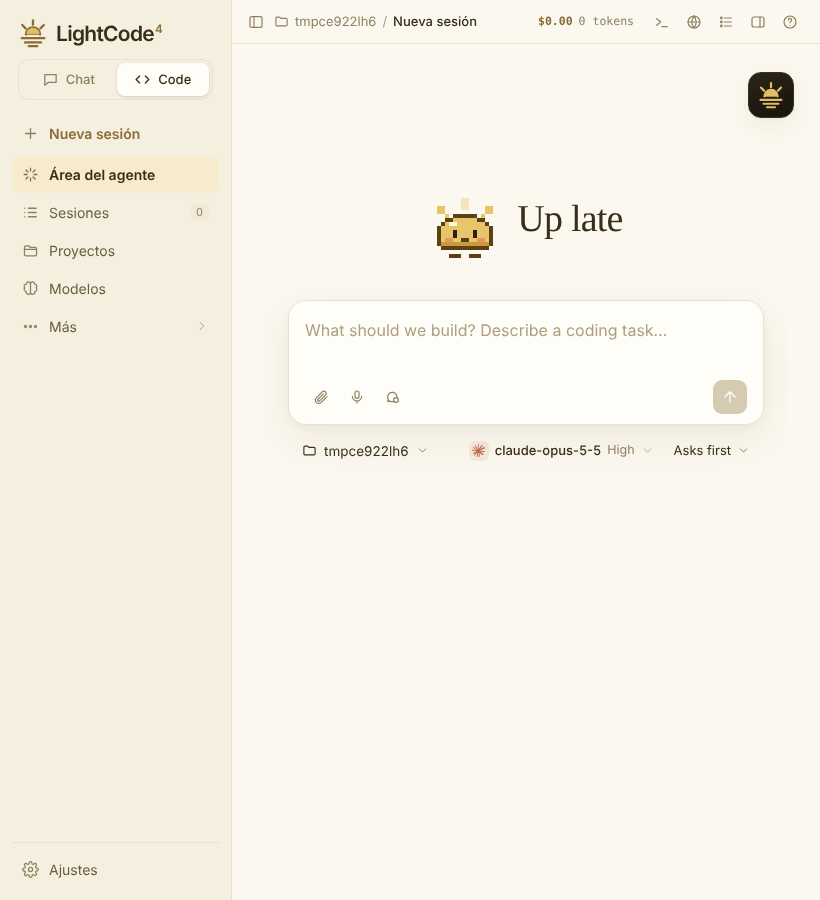 LightCode4
Chat
Code
Nueva sesión
Área del agente
Sesiones 0
Proyectos
Modelos
Más
Ajustes
tmpce922lh6 / Nueva sesión
$0.00 0 tokens
Up late
What should we build? Describe a coding task...
tmpce922lh6
claude-opus-5-5 High
Asks first